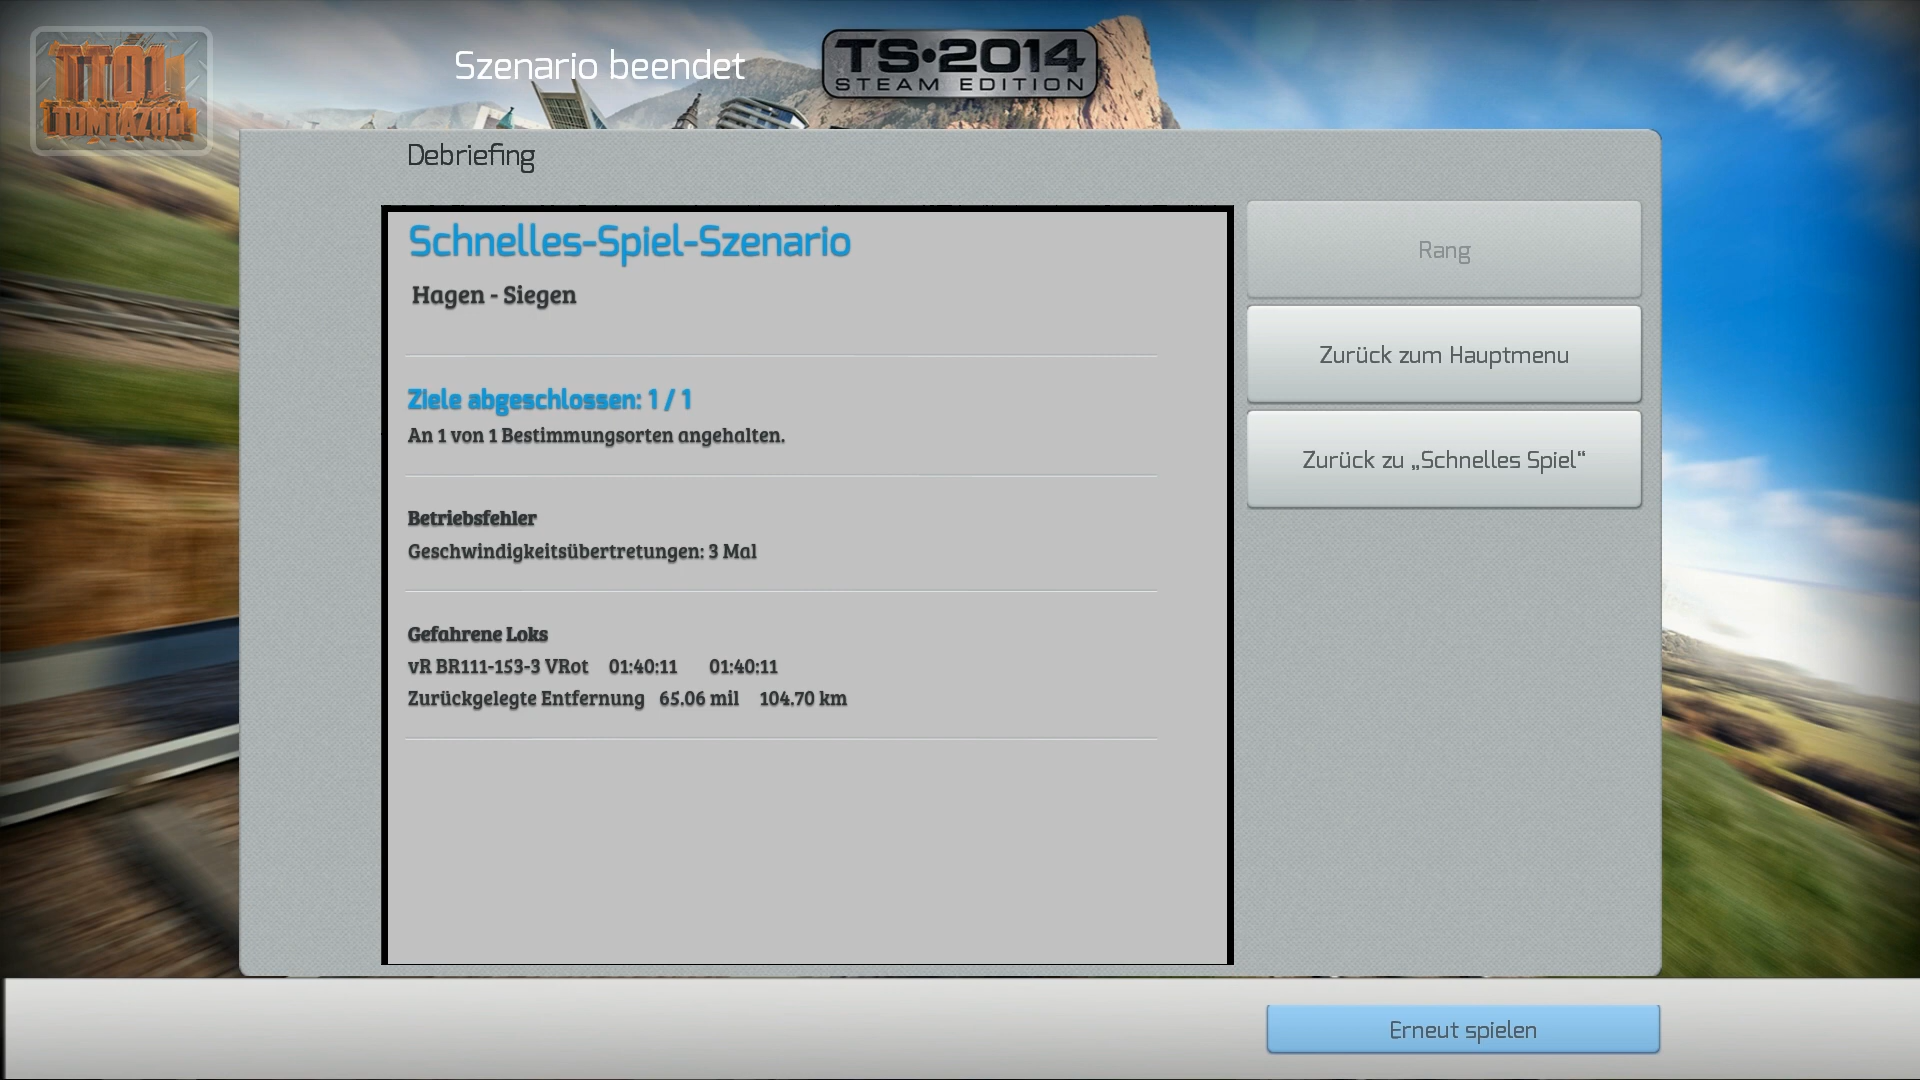 TTOM
TOMTAZOM
Szenario beendet
TS•2014
STEAM EDITION
Debriefing
Schnelles-Spiel-Szenario
Hagen - Siegen
Ziele abgeschlossen: 1 / 1
An 1 von 1 Bestimmungsorten angehalten.
Betriebsfehler
Geschwindigkeitsübertretungen: 3 Mal
Gefahrene Loks
vR BR111-153-3 VRot 01:40:11 01:40:11
Zurückgelegte Entfernung 65.06 mil 104.70 km
Rang
Zurück zum Hauptmenu
Zurück zu „Schnelles Spiel“
Erneut spielen